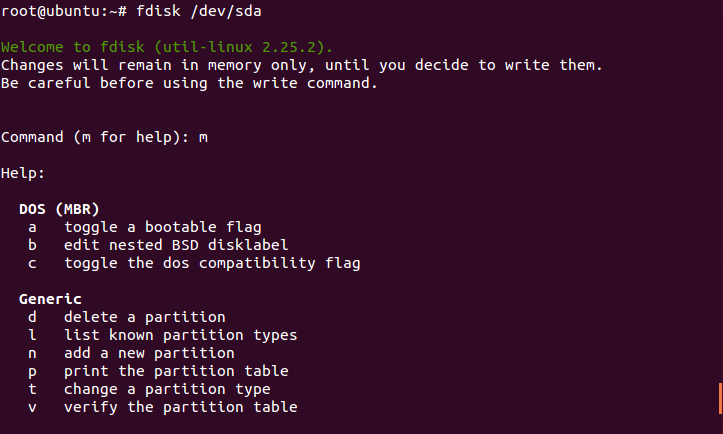 root@ubuntu:~# fdisk /dev/sda
Welcome to fdisk (util-linux 2.25.2).
Changes will remain in memory only, until you decide to write them.
Be careful before using the write command.
Command (m for help): m
Help:
DOS (MBR)
a   toggle a bootable flag
b   edit nested BSD disklabel
c   toggle the dos compatibility flag
Generic
d   delete a partition
l   list known partition types
n   add a new partition
p   print the partition table
t   change a partition type
v   verify the partition table